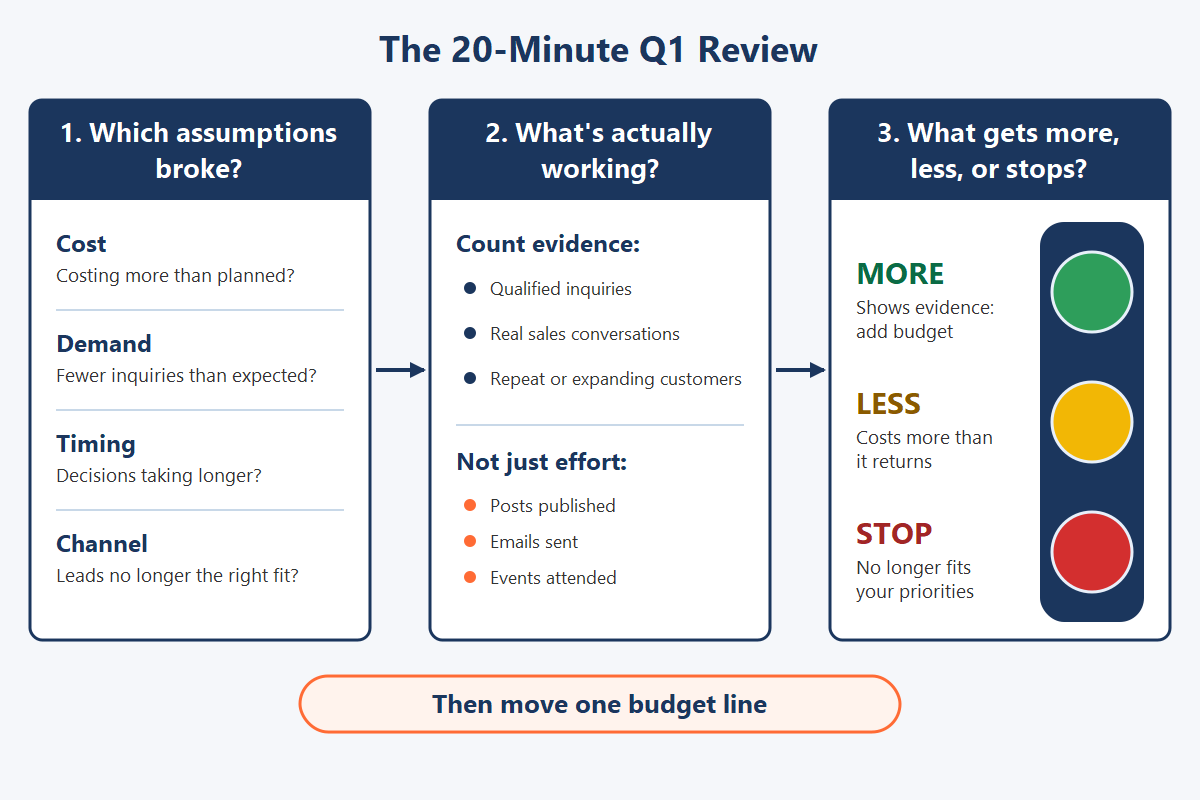 The 20-Minute Q1 Review
1. Which assumptions
broke?
Cost
Costing more than planned?
Demand
Fewer inquiries than expected?
Timing
Decisions taking longer?
Channel
Leads no longer the right fit?
2. What's actually
working?
Count evidence:
Qualified inquiries
Real sales conversations
Repeat or expanding customers
Not just effort:
Posts published
Emails sent
Events attended
3. What gets more,
less, or stops?
MORE
Shows evidence:
add budget
LESS
Costs more than
it returns
STOP
No longer fits
your priorities
Then move one budget line